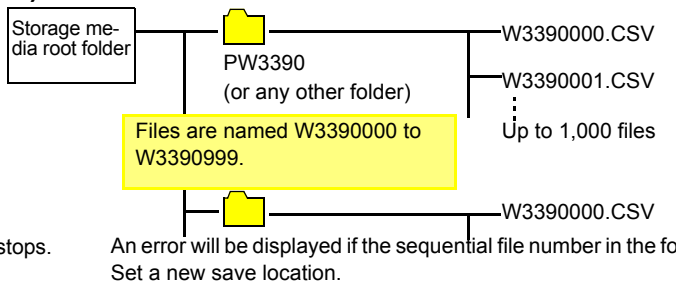 Storage me-
dia root folder
W3390000.CSV
PW3390
(or any other folder)
W3390001.CSV
Files are named W3390000 to
W3390999.
Up to 1,000 files
W3390000.CSV
stops.
An error will be displayed if the sequential file number in the fo
Set a new save location.